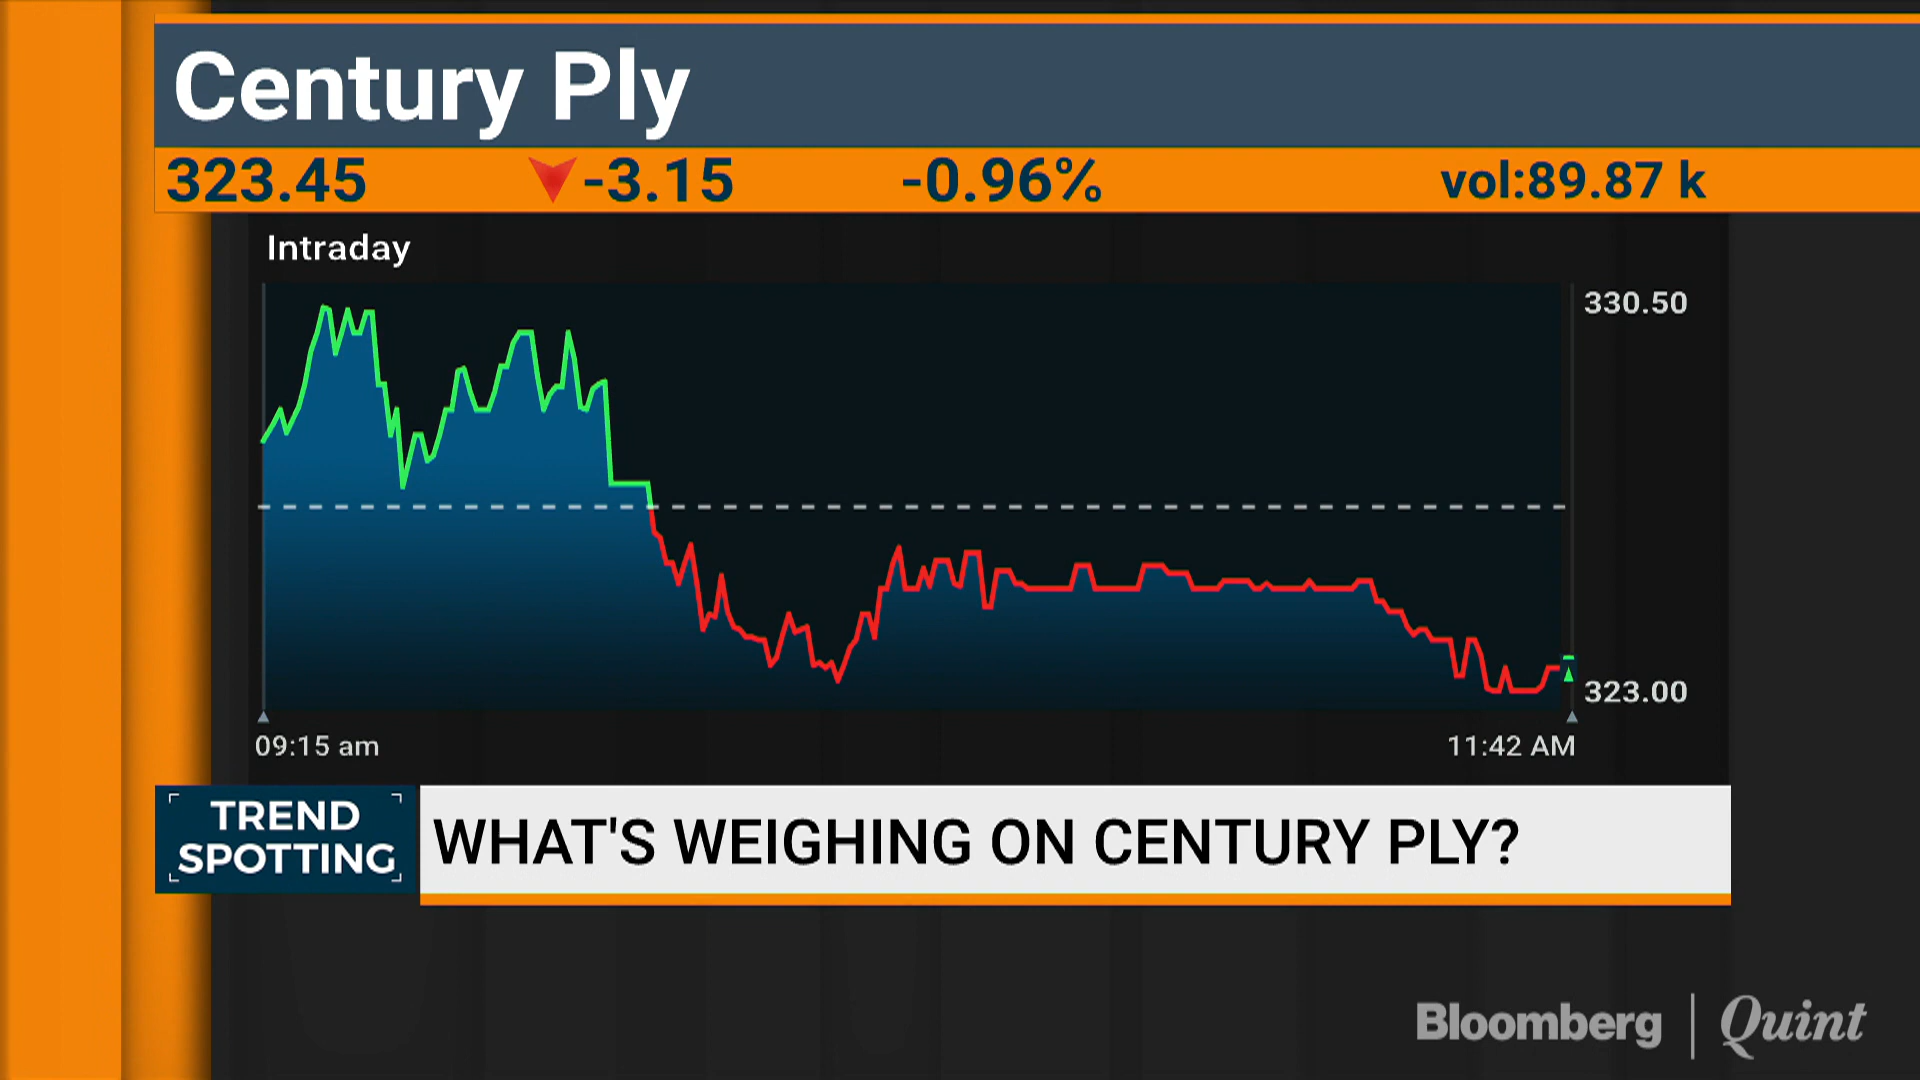 Century Ply
323.45 -3.15 -0.96% vol:89.87 k
Intraday
330.50
323.00
09:15 am 11:42 AM
TREND
SPOTTING
WHAT'S WEIGHING ON CENTURY PLY?
Bloomberg | Quint